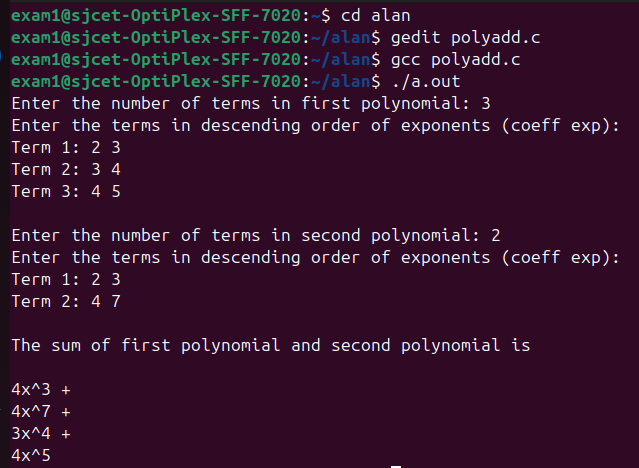 exam1@sjcet-OptiPlex-SFF-7020:~$ cd alan
exam1@sjcet-OptiPlex-SFF-7020:~/alan$ gedit polyadd.c
exam1@sjcet-OptiPlex-SFF-7020:~/alan$ gcc polyadd.c
exam1@sjcet-OptiPlex-SFF-7020:~/alan$ ./a.out
Enter the number of terms in first polynomial: 3
Enter the terms in descending order of exponents (coeff exp):
Term 1: 2 3
Term 2: 3 4
Term 3: 4 5
Enter the number of terms in second polynomial: 2
Enter the terms in descending order of exponents (coeff exp):
Term 1: 2 3
Term 2: 4 7
The sum of first polynomial and second polynomial is
4x^3 +
4x^7 +
3x^4 +
4x^5